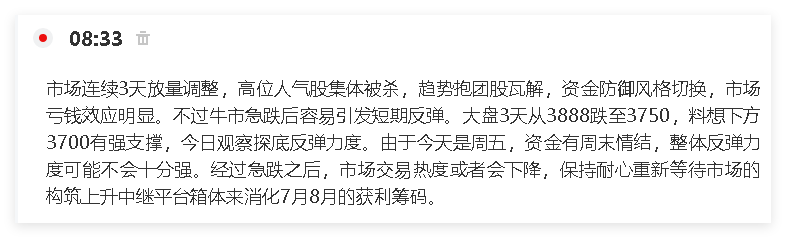 08:33
市场连续3天放量调整，高位人气股集体被杀，趋势抱团股瓦解，资金防御风格切换，市场
亏钱效应明显。不过牛市急跌后容易引发短期反弹。大盘3天从3888跌至3750，料想下方
3700有强支撑，今日观察探底反弹力度。由于今天是周五，资金有周末情结，整体反弹力
度可能不会十分强。经过急跌之后，市场交易热度或者会下降，保持耐心重新等待市场的
构筑上升中继平台箱体来消化7月8月的获利筹码。